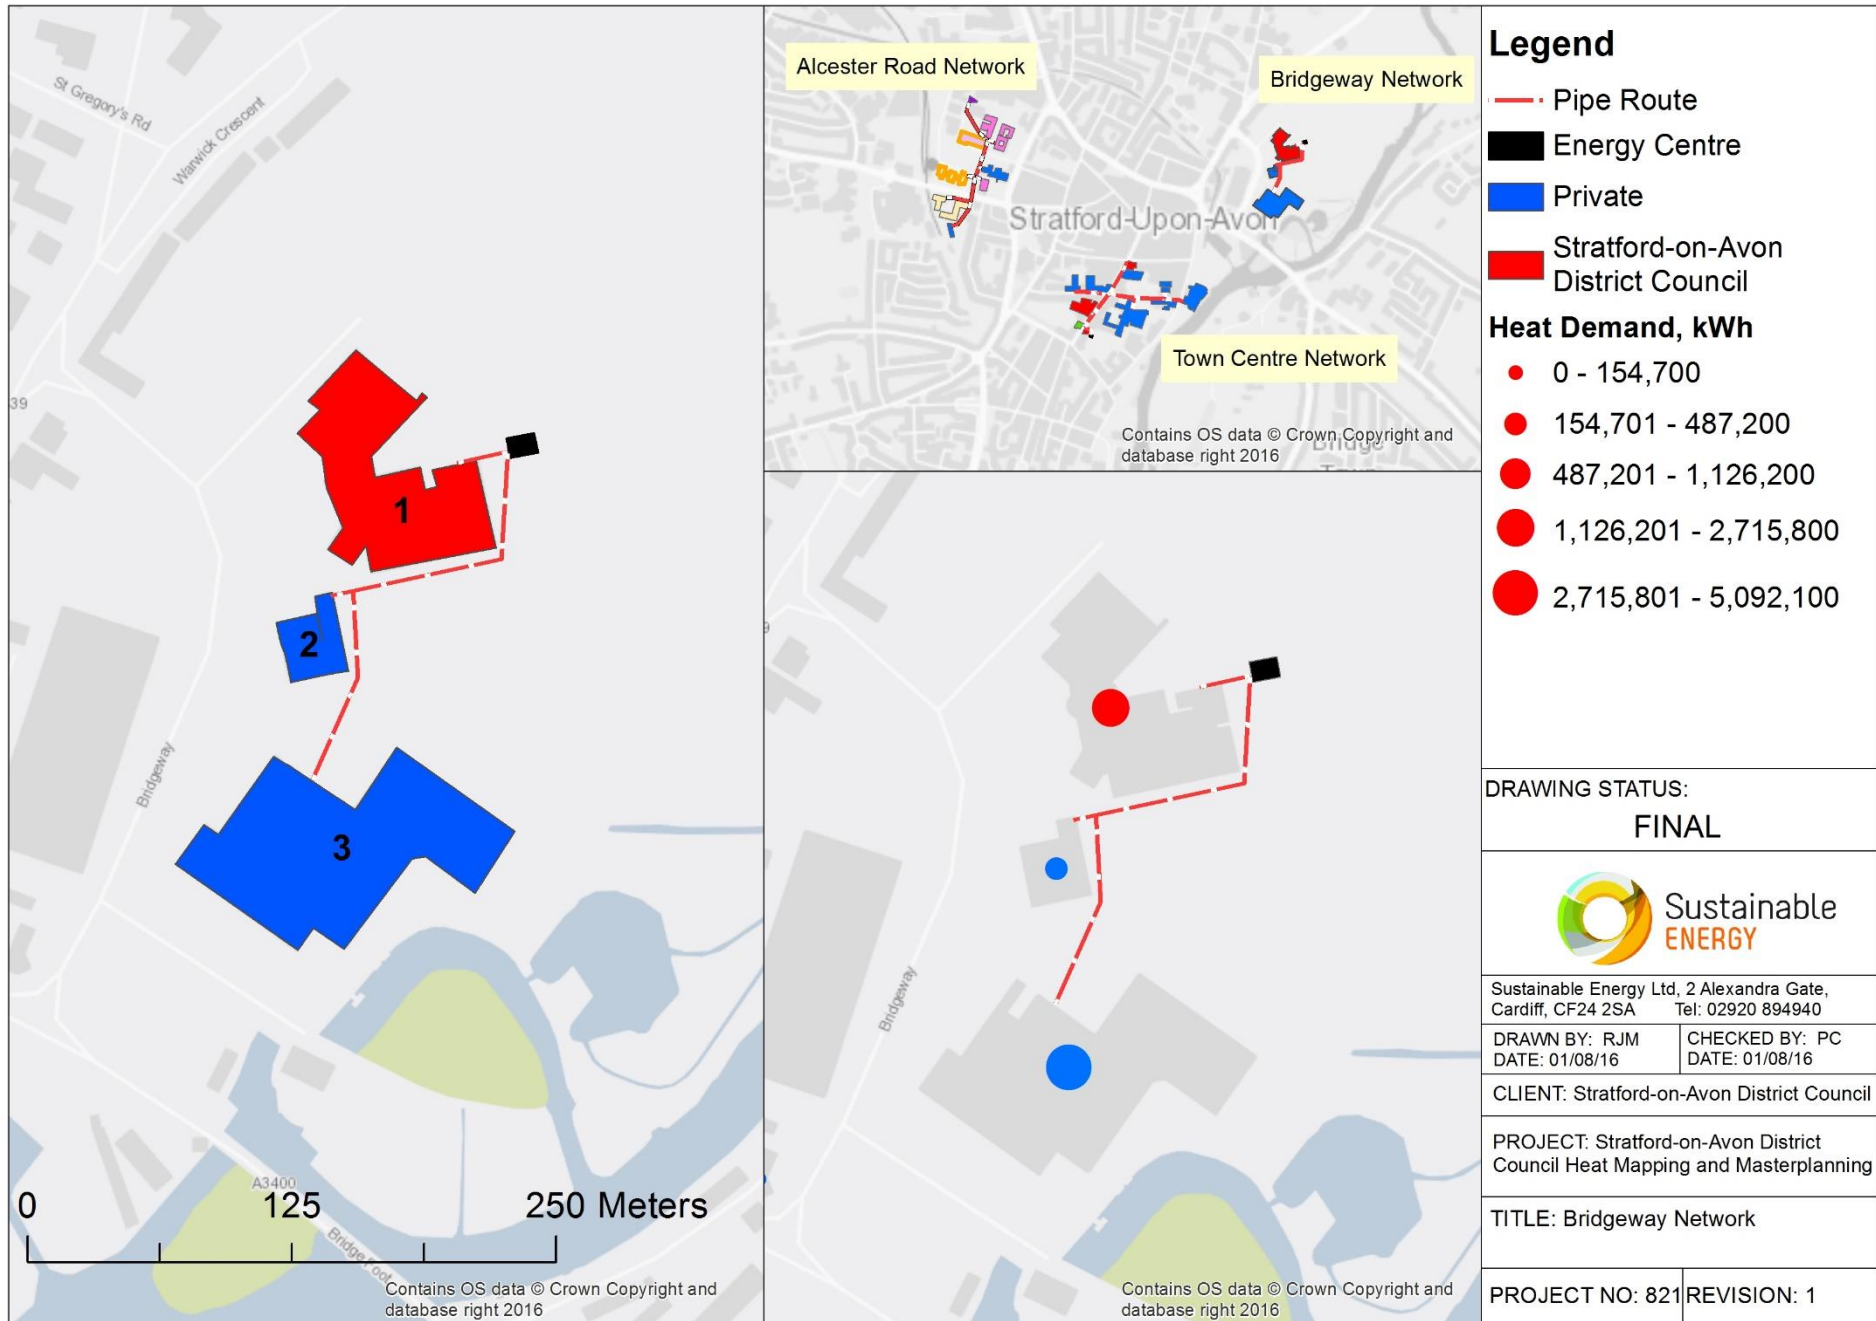 St Gregory's Rd
Warwick Crescent
39
1
2
3
Bridgeway
A3400
Bridge Foot
0 125 250 Meters
Contains OS data © Crown Copyright and
database right 2016
Alcester Road Network
Bridgeway Network
Stratford-Upon-Avon
Town Centre Network
Bridge
Town
Contains OS data © Crown Copyright and
database right 2016
9
Bridgeway
Contains OS data © Crown Copyright and
database right 2016
Legend
Pipe Route
Energy Centre
Private
Stratford-on-Avon
District Council
Heat Demand, kWh
0 - 154,700
154,701 - 487,200
487,201 - 1,126,200
1,126,201 - 2,715,800
2,715,801 - 5,092,100
DRAWING STATUS:
FINAL
Sustainable
ENERGY
Sustainable Energy Ltd, 2 Alexandra Gate,
Cardiff, CF24 2SA Tel: 02920 894940
DRAWN BY: RJM
DATE: 01/08/16
CHECKED BY: PC
DATE: 01/08/16
CLIENT: Stratford-on-Avon District Council
PROJECT: Stratford-on-Avon District
Council Heat Mapping and Masterplanning
TITLE: Bridgeway Network
PROJECT NO: 821
REVISION: 1